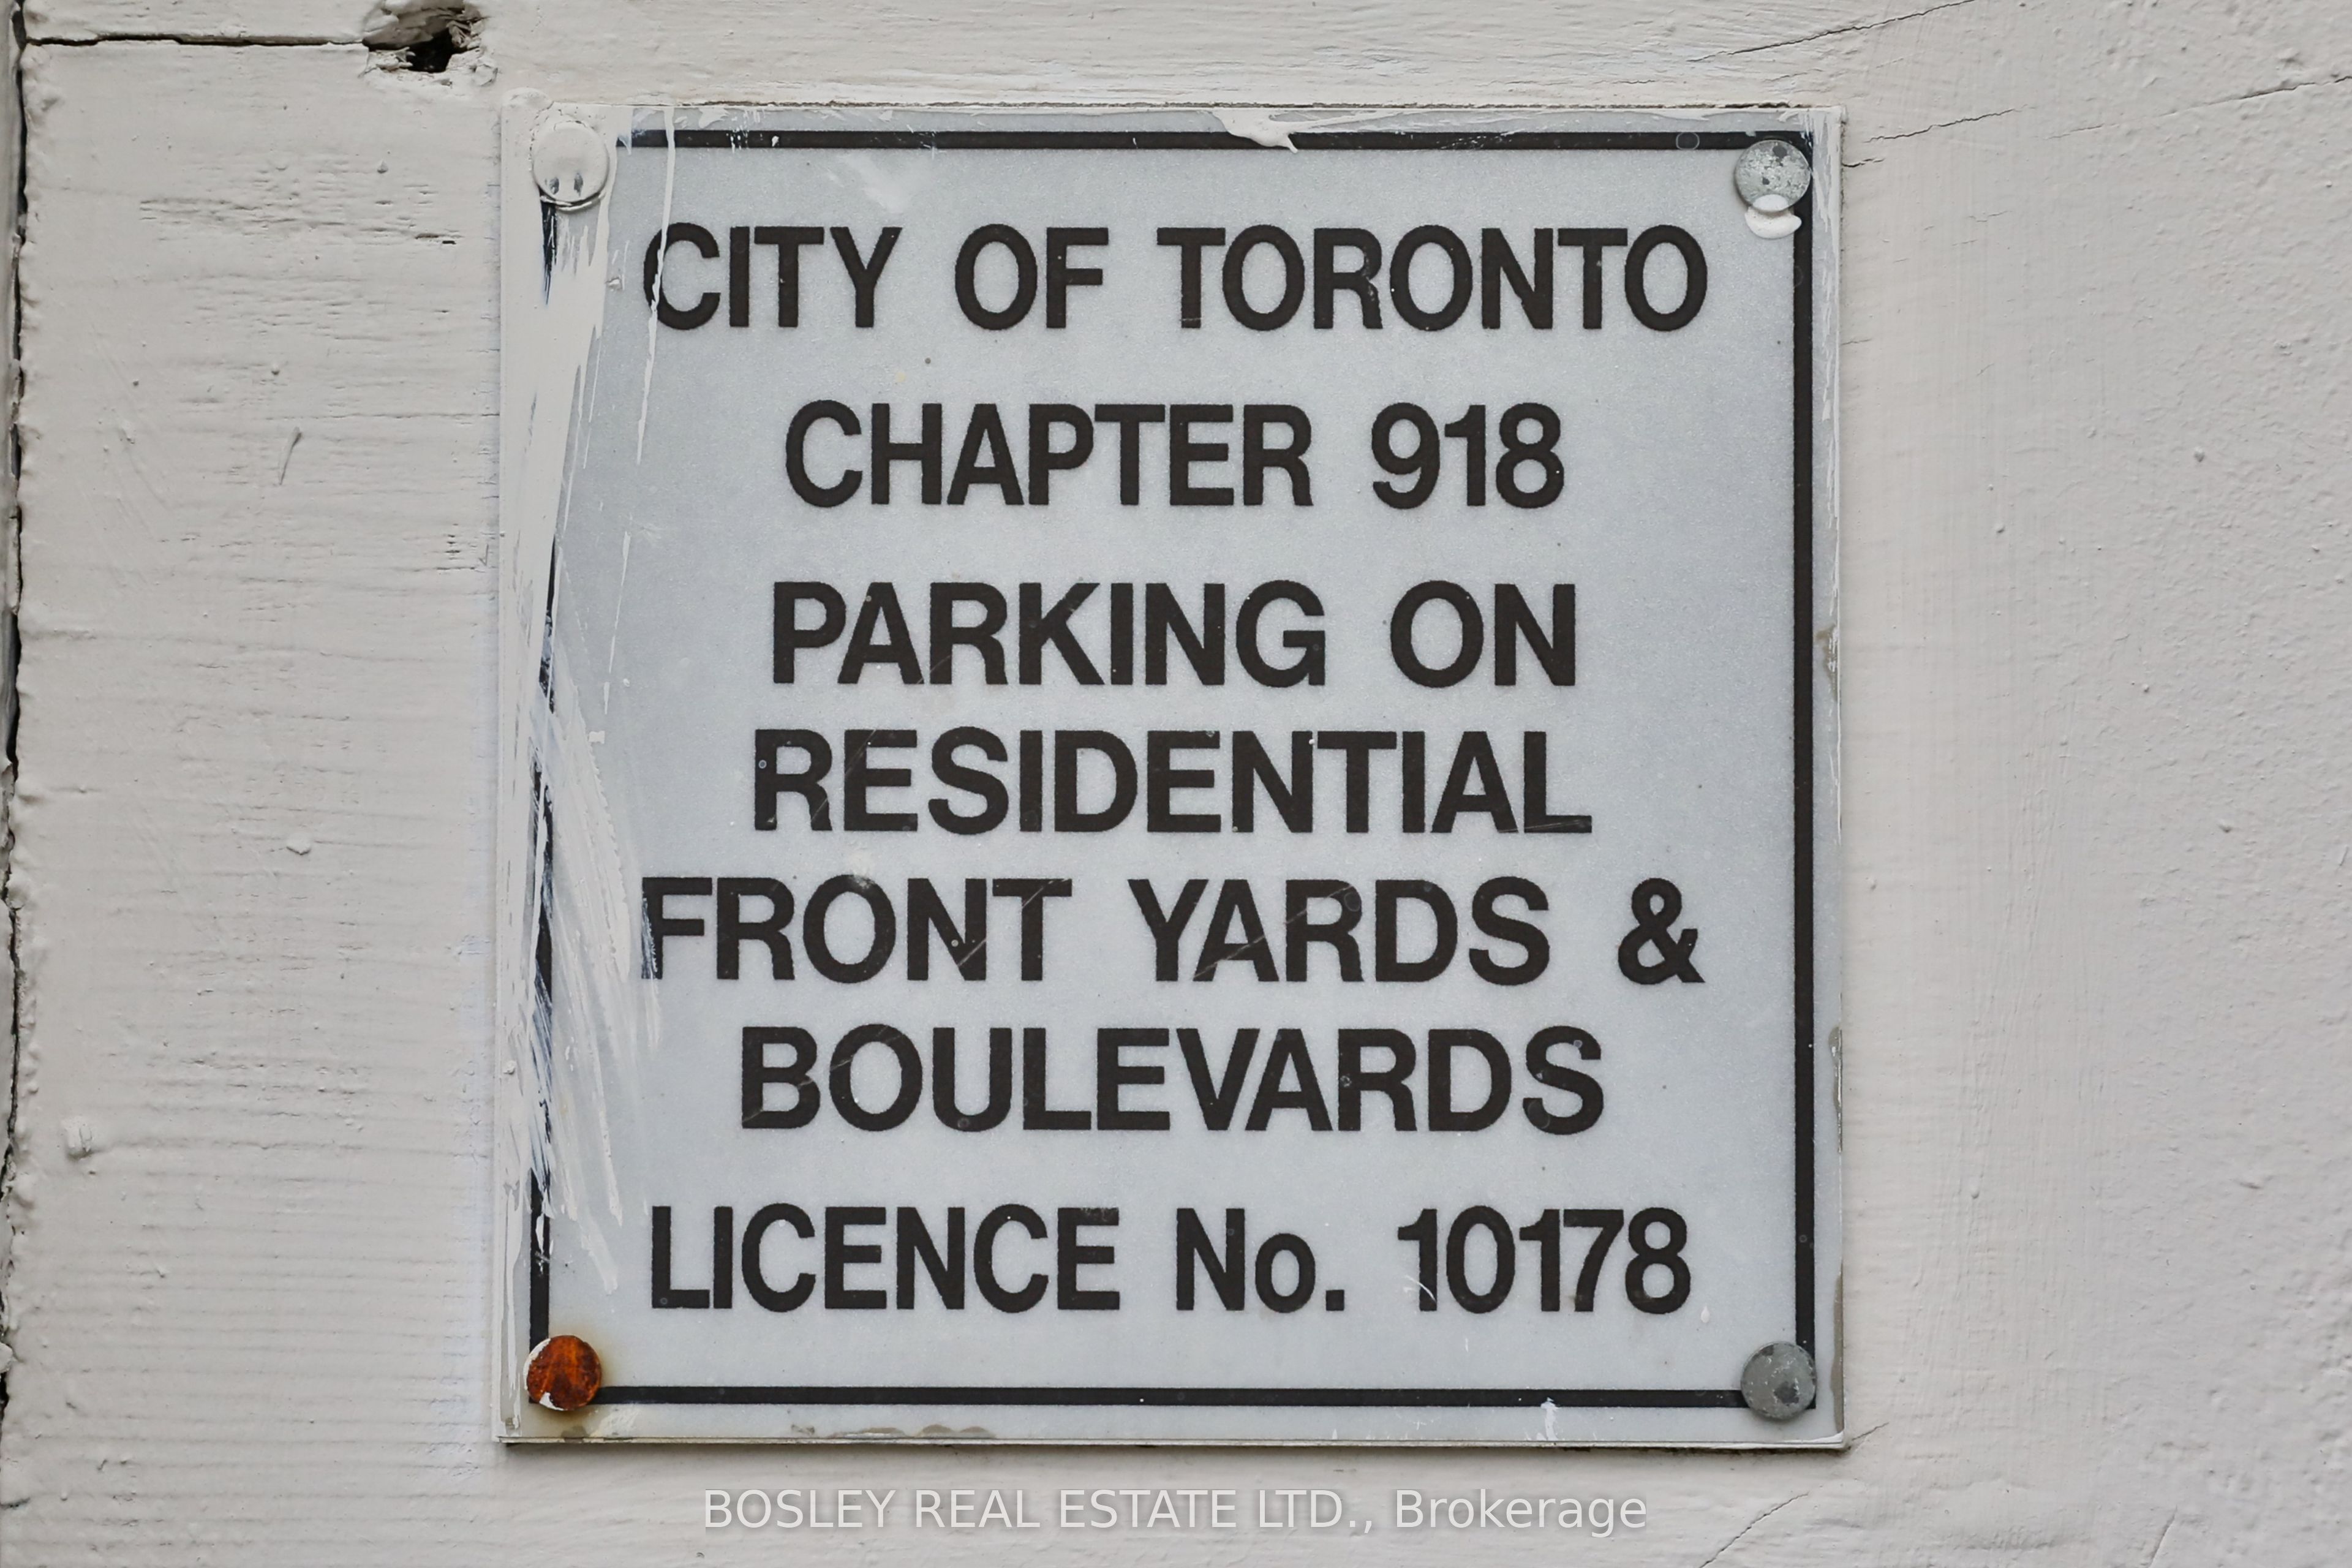 CITY OF TORONTO
CHAPTER 918
PARKING ON
RESIDENTIAL
FRONT YARDS &
BOULEVARDS
LICENCE No. 10178
BOSLEY REAL ESTATE LTD., Brokerage